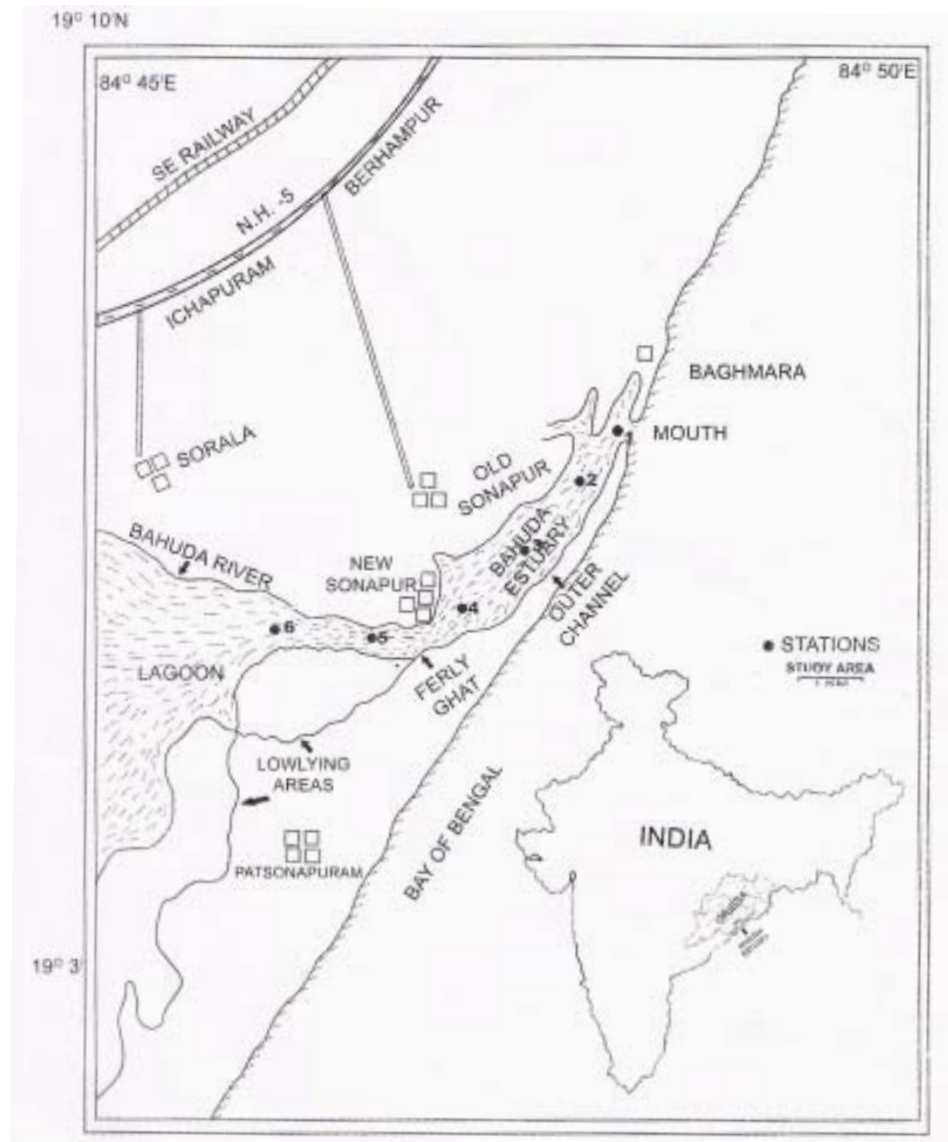 19° 10'N
84° 45'E
84° 50'E
SE RAILWAY
N.H. -5
BERHAMPUR
ICHAPURAM
BAGHMARA
1
MOUTH
SORALA
OLD
SONAPUR
2
BAHUDA
ESTUARY
BAHUDA RIVER
NEW
SONAPUR
OUTER
CHANNEL
4
6
5
STATIONS
STUDY AREA
LAGOON
FERLY
GHAT
LOWLYING
AREAS
BAY OF BENGAL
INDIA
PATSONAPURAM
ORISSA
19° 3'